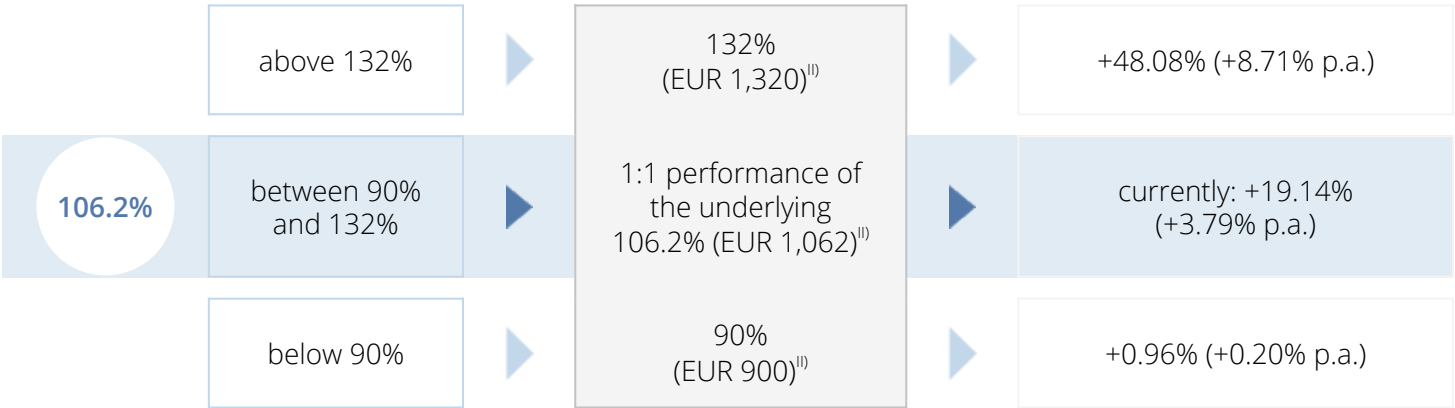 above 132%
132%
(EUR 1,320)II)
+48.08% (+8.71% p.a.)
106.2%
between 90%
and 132%
1:1 performance of
the underlying
106.2% (EUR 1,062)II)
currently: +19.14%
(+3.79% p.a.)
below 90%
90%
(EUR 900)II)
+0.96% (+0.20% p.a.)